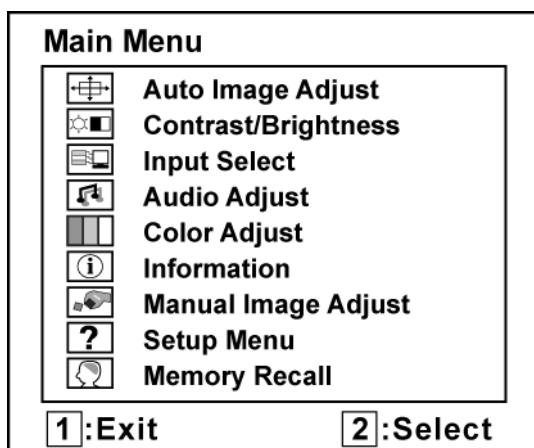 Main Menu
Auto Image Adjust
Contrast/Brightness
Input Select
Audio Adjust
Color Adjust
Information
Manual Image Adjust
? Setup Menu
Memory Recall
1:Exit 2:Select